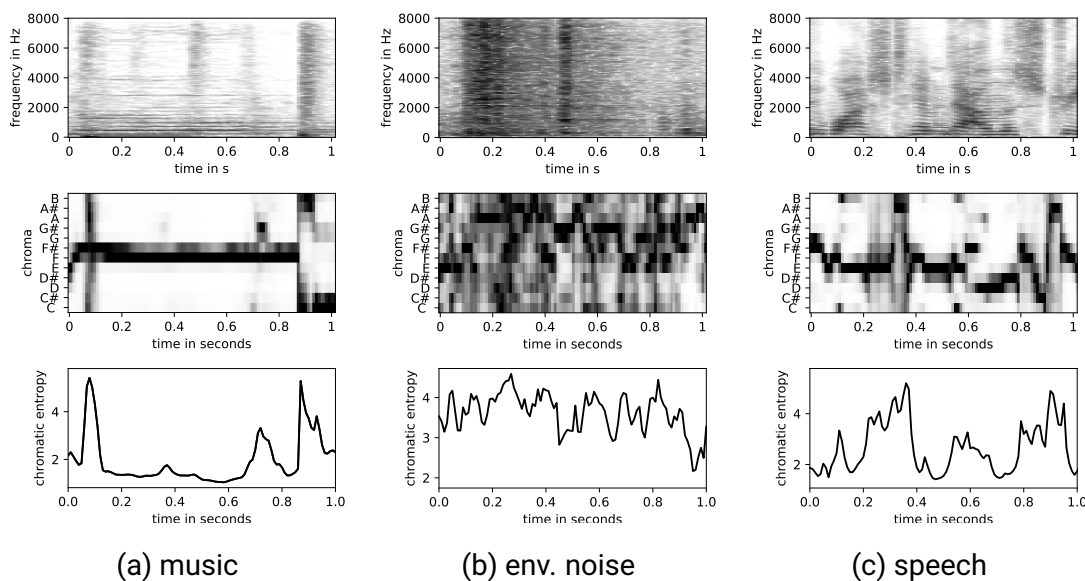 frequency in Hz
8000
6000
4000
2000
0
0 0.2 0.4 0.6 0.8 1
time in s
frequency in Hz
8000
6000
4000
2000
0
0 0.2 0.4 0.6 0.8 1
time in s
frequency in Hz
8000
6000
4000
2000
0
0 0.2 0.4 0.6 0.8 1
time in s
chroma
B
A#
A
G#
G
F#
F
E
D#
D
C#
C
0 0.2 0.4 0.6 0.8 1
time in seconds
chroma
B
A#
A
G#
G
F#
F
E
D#
D
C#
C
0 0.2 0.4 0.6 0.8 1
time in seconds
chroma
B
A#
A
G#
G
F#
F
E
D#
D
C#
C
0 0.2 0.4 0.6 0.8 1
time in seconds
chromatic entropy
4
2
0.0 0.2 0.4 0.6 0.8 1.0
time in seconds
chromatic entropy
4
3
2
0.0 0.2 0.4 0.6 0.8 1.0
time in seconds
chromatic entropy
4
2
0.0 0.2 0.4 0.6 0.8 1.0
time in seconds
(a) music
(b) env. noise
(c) speech